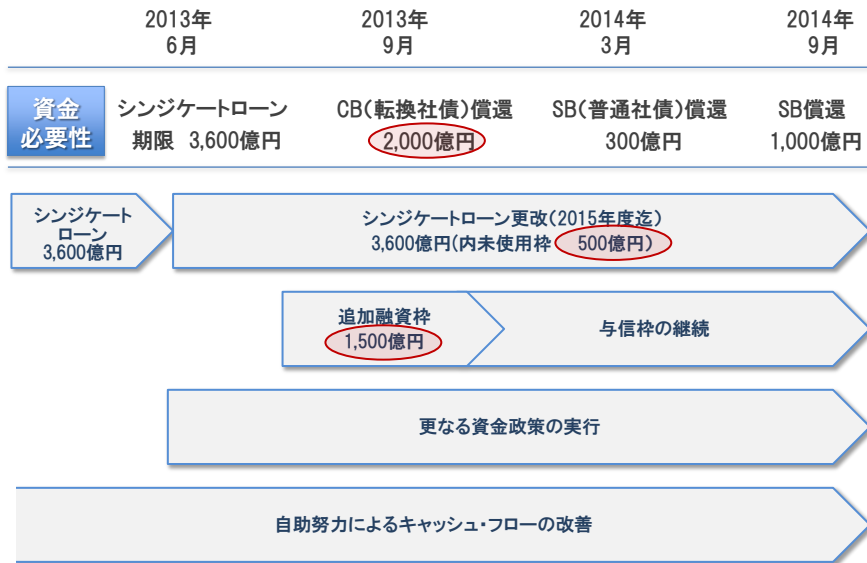 2013年 2013年 2014年 2014年
6月 9月 3月 9月
資金
必要性
シンジケートローン
期限 3,600億円
CB(転換社債)償還
2,000億円
SB(普通社債)償還
300億円
SB償還
1,000億円
シンジケート
ローン
3,600億円
シンジケートローン更改(2015年度迄)
3,600億円(内未使用枠 500億円)
追加融資枠
1,500億円
与信枠の継続
更なる資金政策の実行
自助努力によるキャッシュ・フローの改善